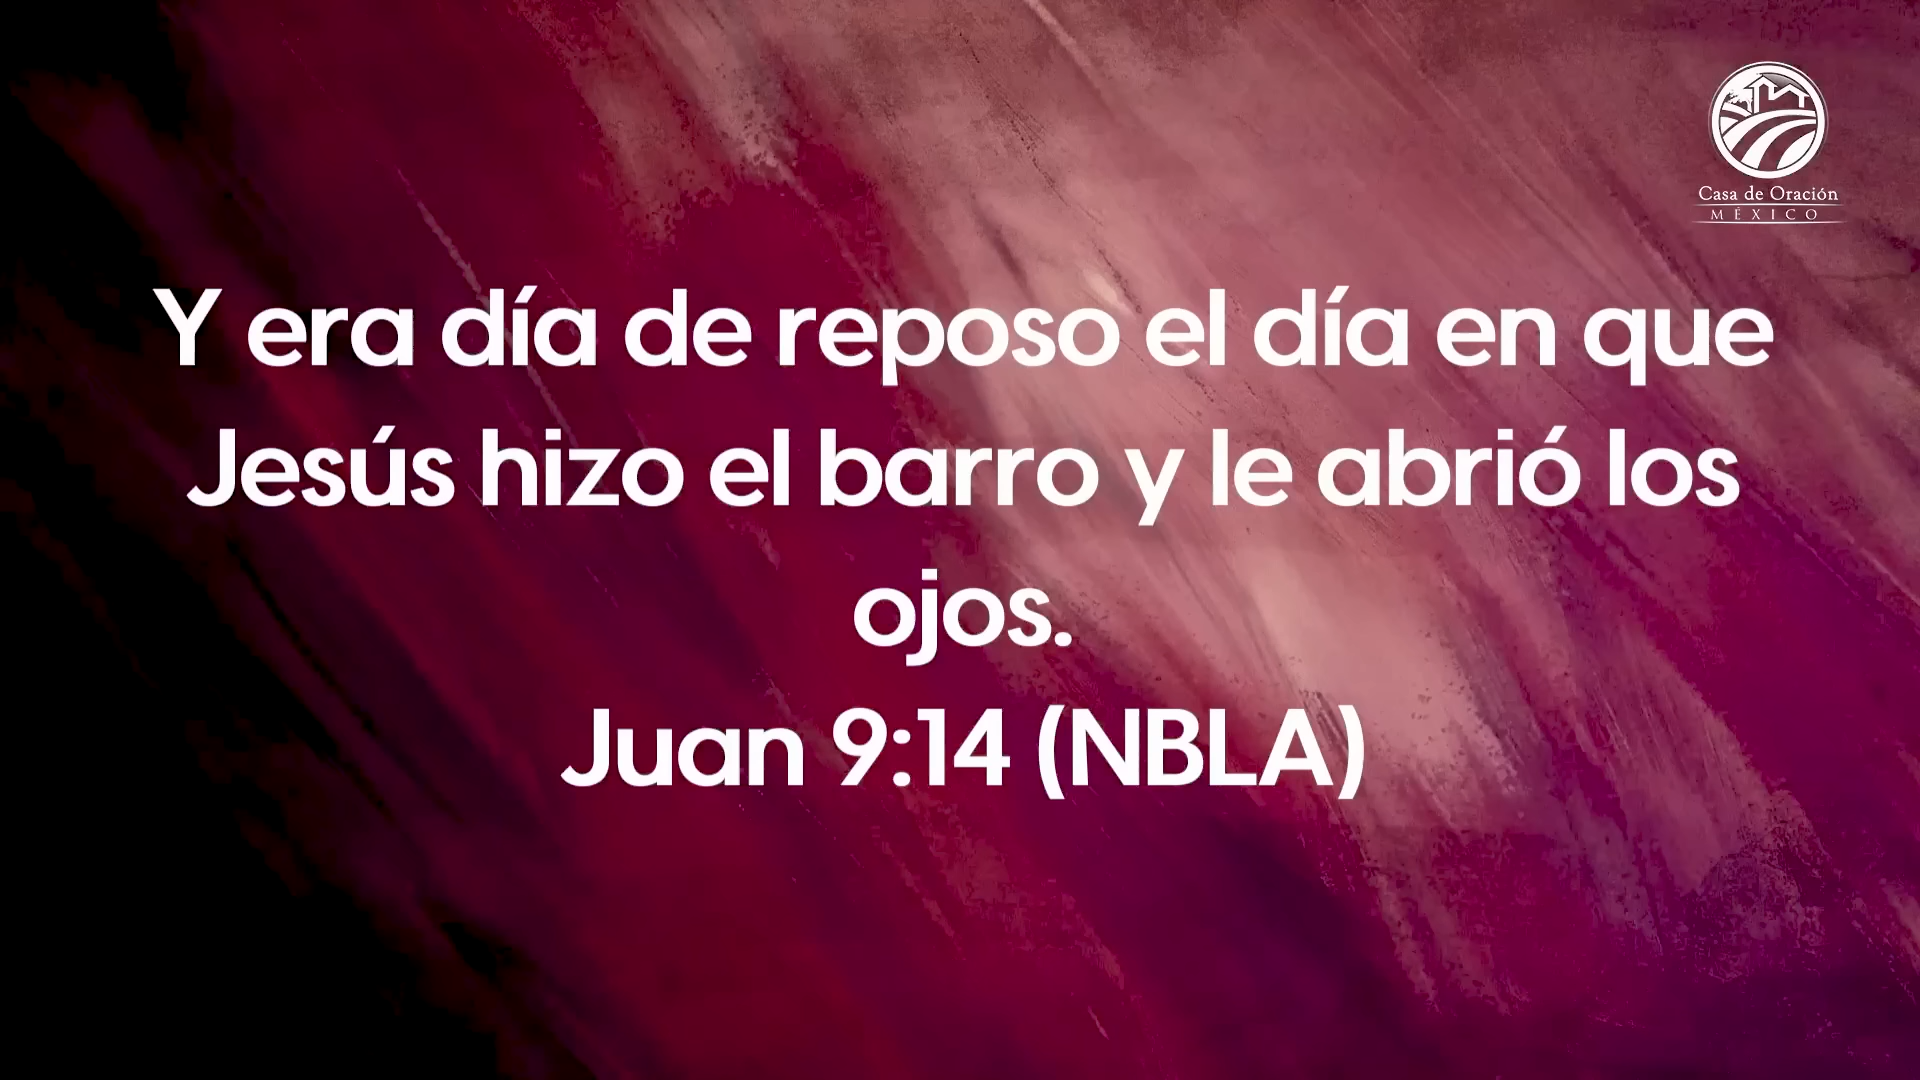 Casa de Oración
MÉXICO
Y era día de reposo el día en que
Jesús hizo el barro y le abrió los
ojos.
Juan 9:14 (NBLA)